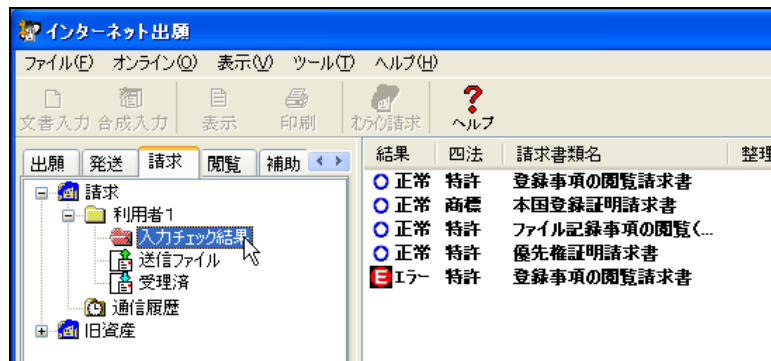 インターネット出願
ファイル(F) オンライン(O) 表示(V) ツール(T) ヘルプ(H)
文書入力 合成入力 表示 印刷 オンライン請求 ヘルプ
出願 発送 請求 閲覧 補助
請求
利用者1
入力チェック結果
送信ファイル
受理済
通信履歴
旧資産
結果 四法 請求書類名 整理
正常 特許 登録事項の閲覧請求書
正常 商標 本国登録証明請求書
正常 特許 ファイル記録事項の閲覧(...
正常 特許 優先権証明請求書
E エラー 特許 登録事項の閲覧請求書